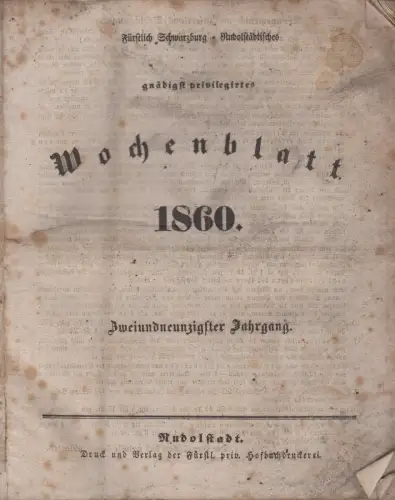 Fürstlich Schwarzburg - Rudolstädtisches
gnädigst privilegirtes
Wochenblatt
1860.
Zweiundneunzigster Jahrgang.
Rudolstadt.
Druck und Verlag der Fürstl. priv. Hofbuchdruckerei.